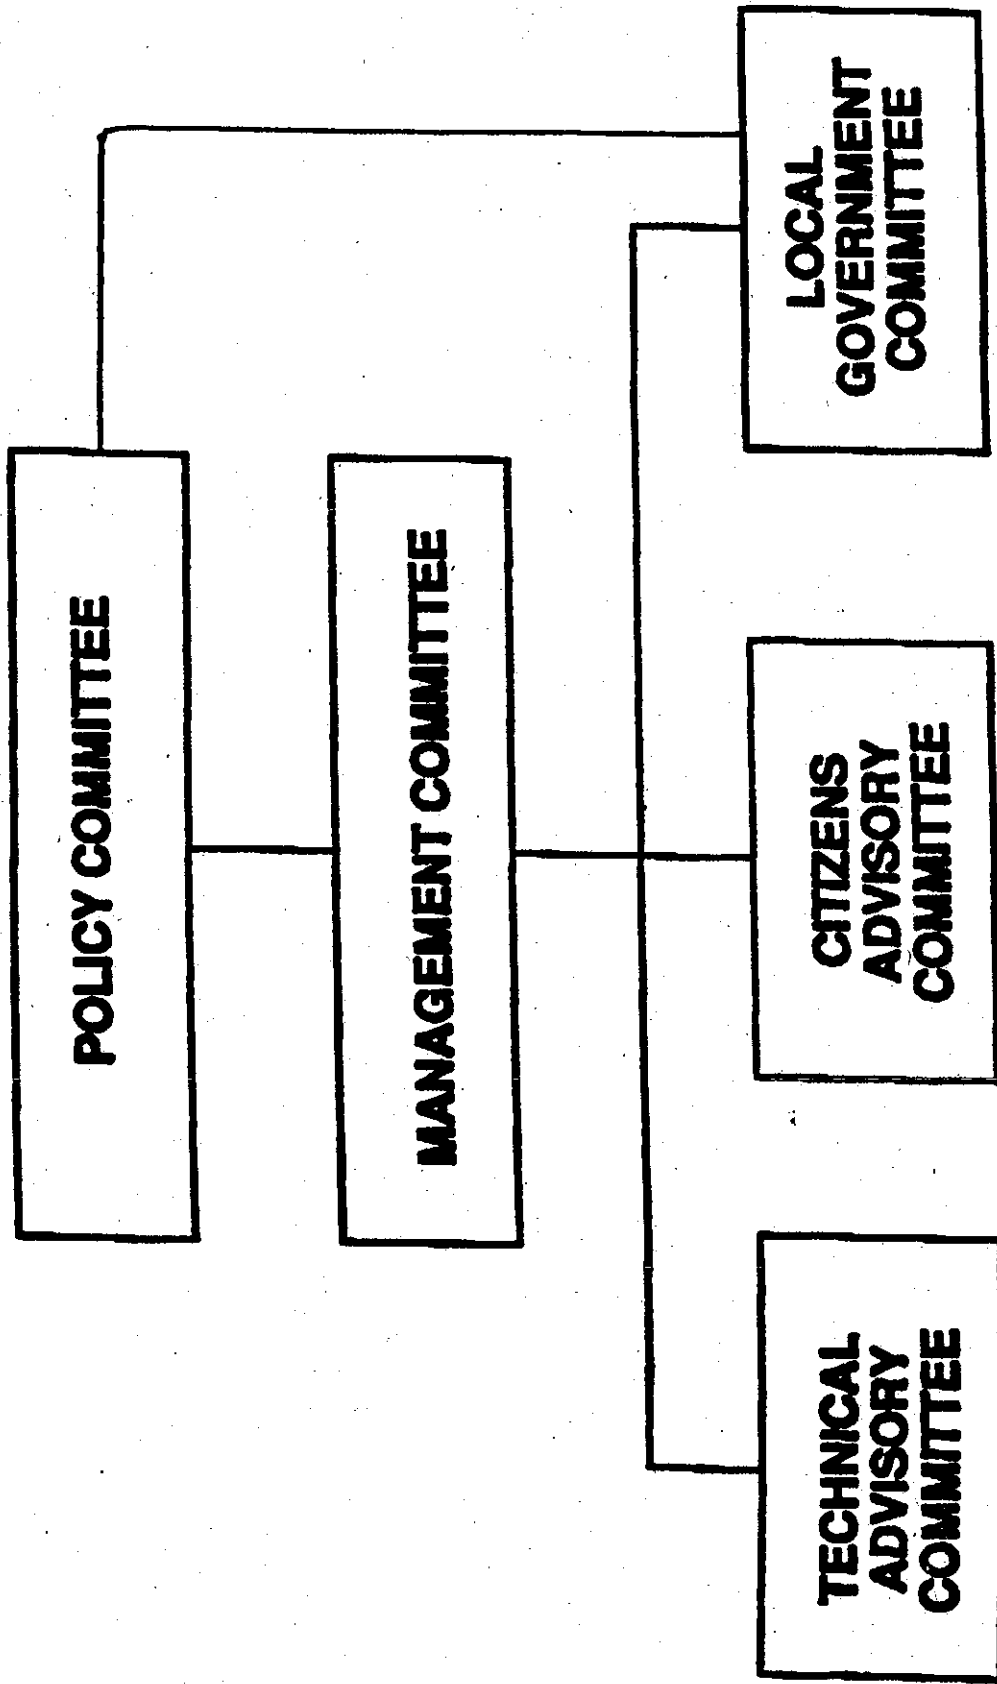 POLICY COMMITTEE
MANAGEMENT COMMITTEE
TECHNICAL
ADVISORY
COMMITTEE
CITIZENS
ADVISORY
COMMITTEE
LOCAL
GOVERNMENT
COMMITTEE